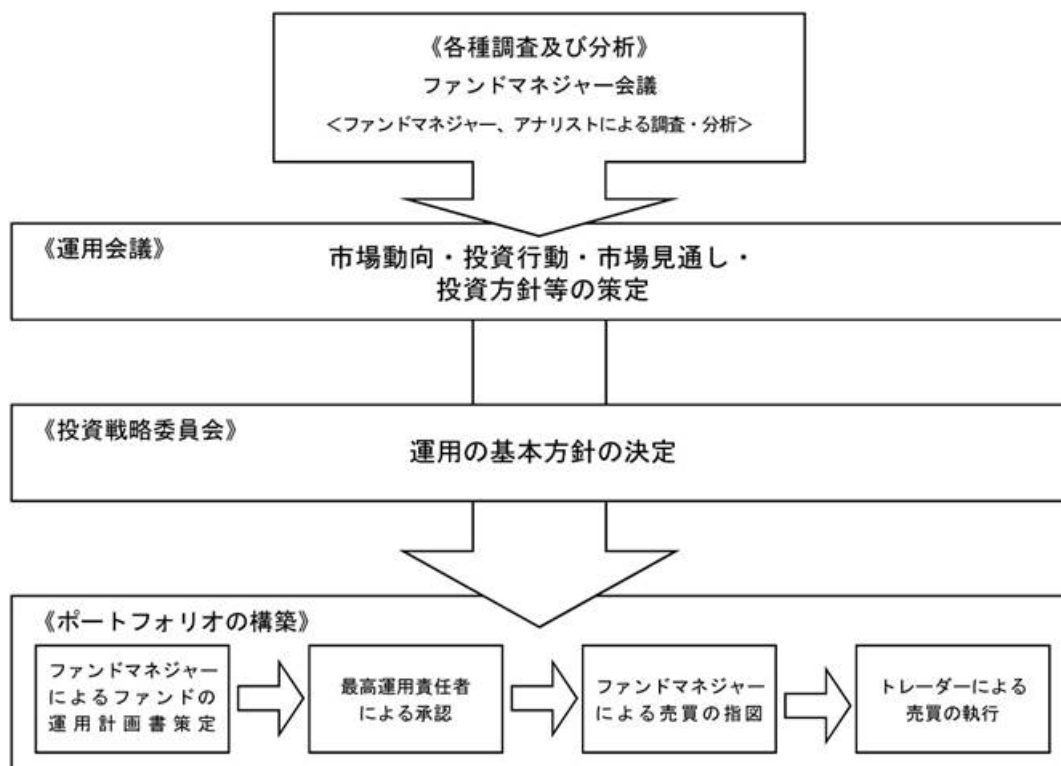 《各種調査及び分析》
ファンドマネジャー会議
＜ファンドマネジャー、アナリストによる調査・分析＞
《運用会議》
市場動向・投資行動・市場見通し・
投資方針等の策定
《投資戦略委員会》
運用の基本方針の決定
《ポートフォリオの構築》
ファンドマネジャー
によるファンドの
運用計画書策定
最高運用責任者
による承認
ファンドマネジャー
による売買の指図
トレーダーによる
売買の執行